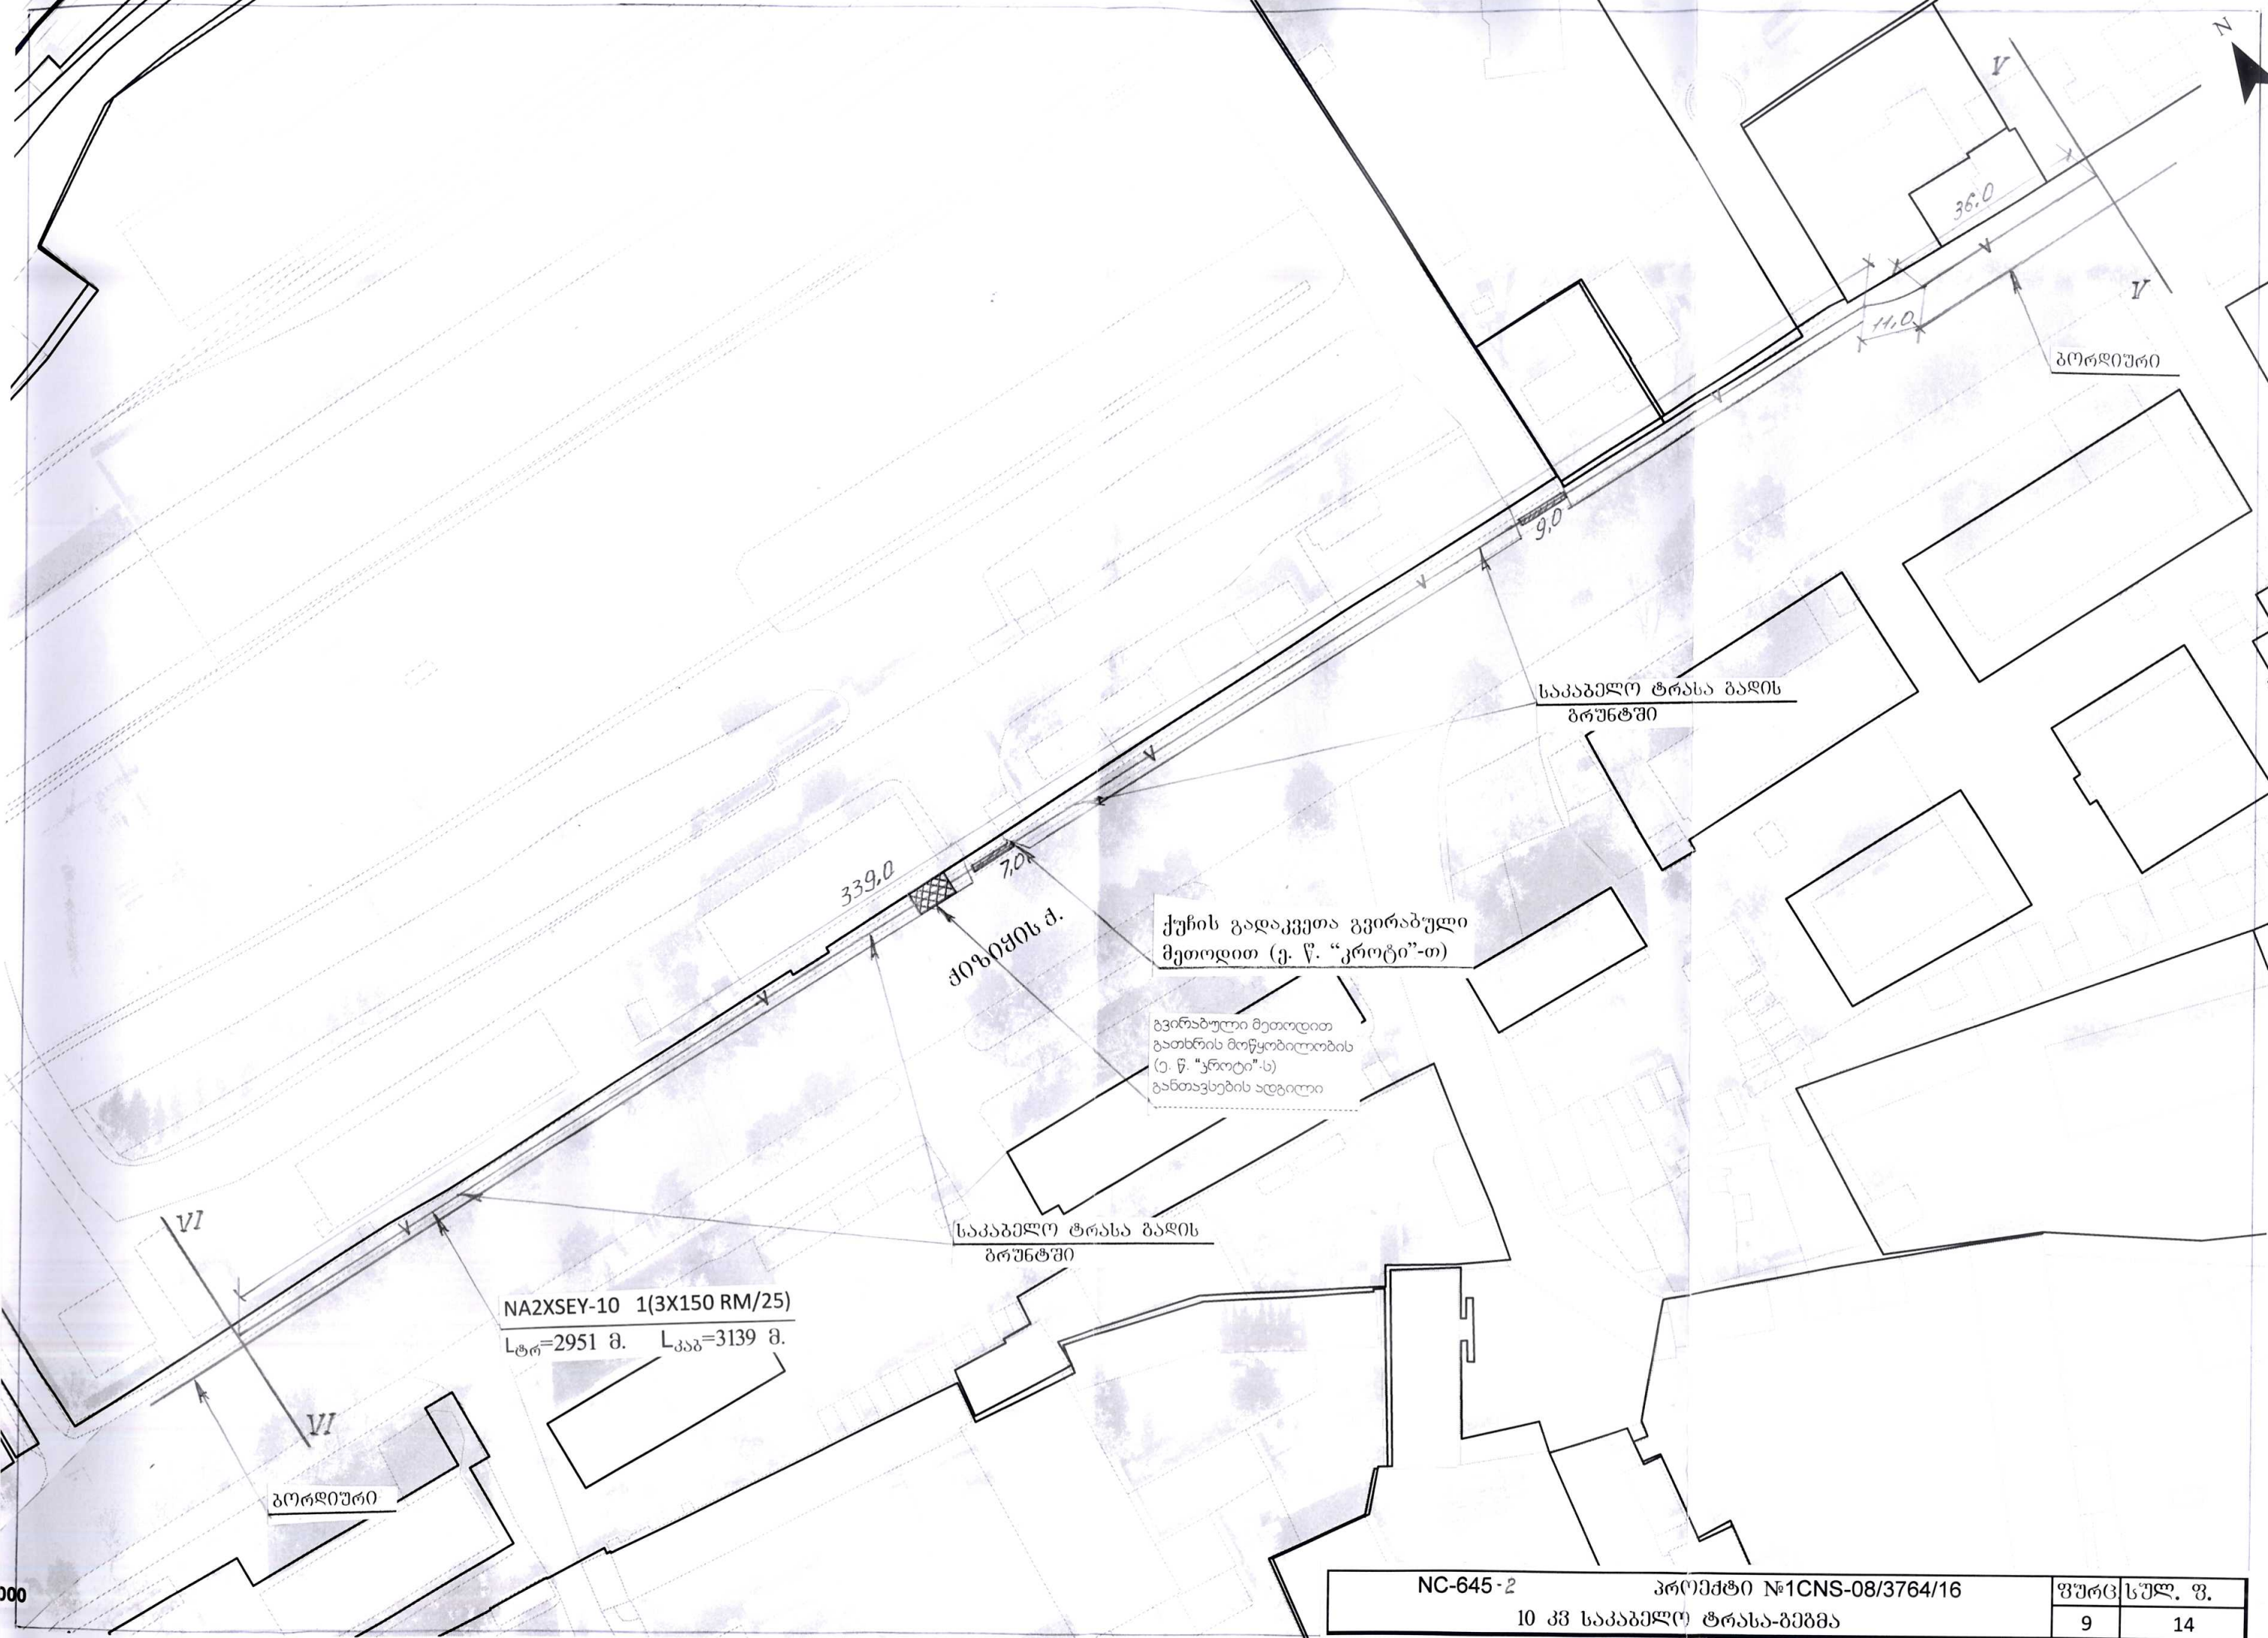 N
V
36,0
V
11,0
ბორდიური
9,0
საკაბელო ტრასა გადის
გრუნტში
339,0
7,0
ქიზიყის ქ.
ქუჩის გადაკვეთა გვირაბული
მეთოდით (ე. წ. “კროტი”-თ)
გვირაბული მეთოდით
გათხრის მოწყობილობის
(ე. წ. “კროტი”-ს)
განთავსების ადგილი
VI
საკაბელო ტრასა გადის
გრუნტში
NA2XSEY-10 1(3X150 RM/25)
Lტრ=2951 მ. Lკაბ=3139 მ.
VI
ბორდიური
000
NC-645-2 პროექტი №1CNS-08/3764/16
10 კვ საკაბელო ტრასა-გეგმა
ფურც სულ. ფ.
9 14